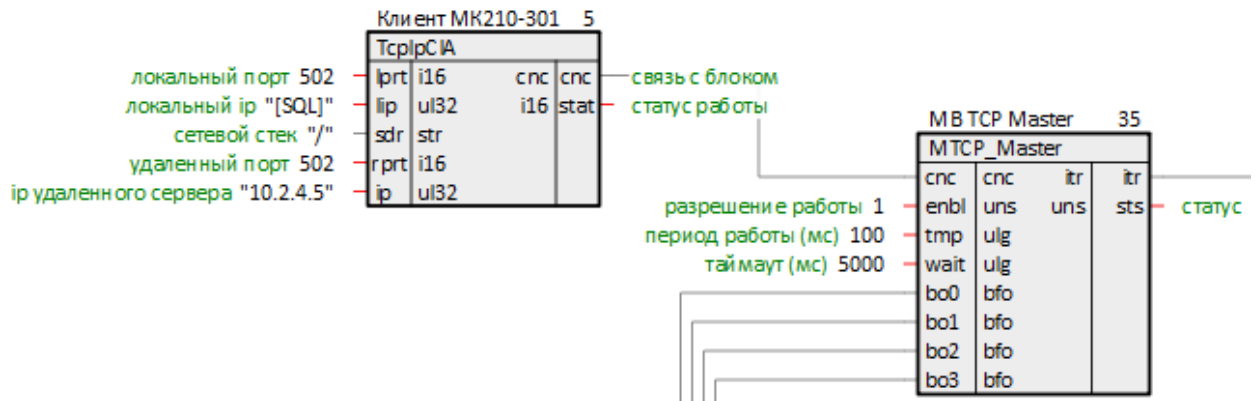 Клиент МК210-301 5
TcpIpClA
локальный порт 502 lprt i16 cnc cnc связь с блоком
локальный ip "[SQL]" lip ul32 i16 stat статус работы
сетевой стек "/" sdr str
удаленный порт 502 rprt i16
ip удаленного сервера "10.2.4.5" ip ul32
MB TCP Master 35
MTCP_Master
cnc cnc itr itr
разрешение работы 1 enbl uns uns sts статус
период работы (мс) 100 tmp ulg
таймаут (мс) 5000 wait ulg
bo0 bfo
bo1 bfo
bo2 bfo
bo3 bfo